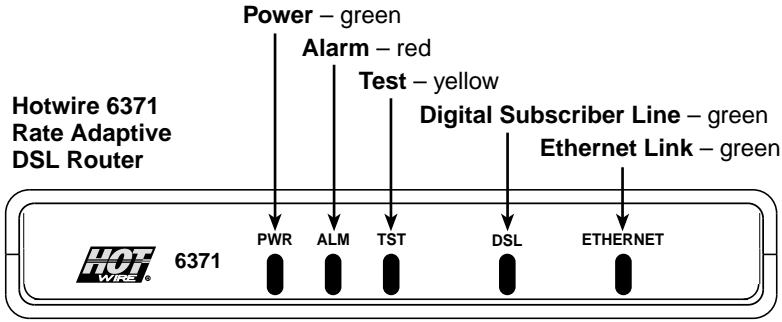 Power – green
Alarm – red
Test – yellow
Hotwire 6371
Rate Adaptive
DSL Router
Digital Subscriber Line – green
Ethernet Link – green
PWR ALM TST DSL ETHERNET
HOT
WIRE ®
6371